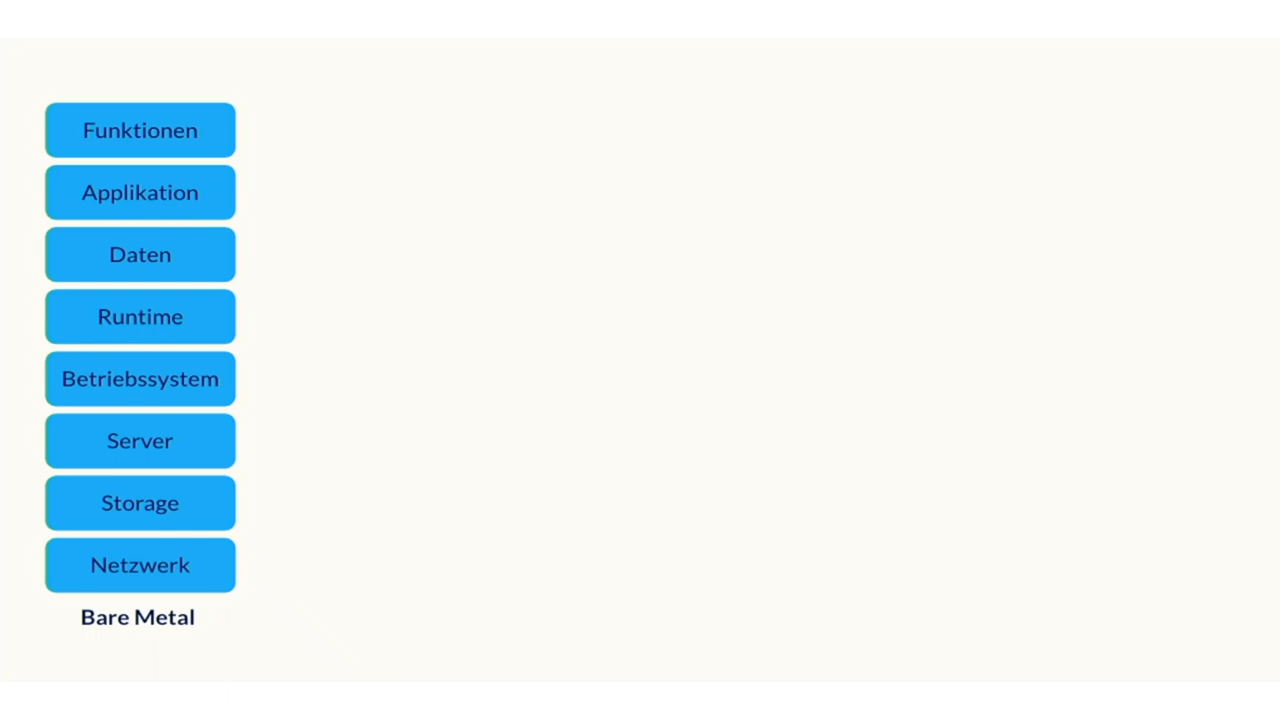 Funktionen
Applikation
Daten
Runtime
Betriebssystem
Server
Storage
Netzwerk
Bare Metal